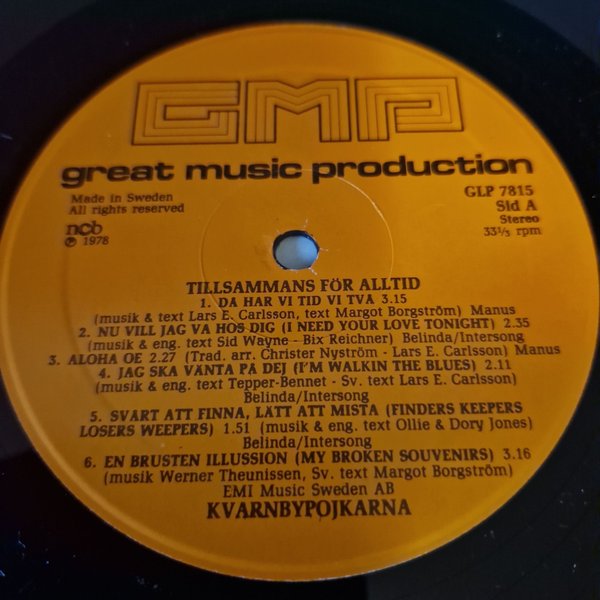 GMP
great music production
Made in Sweden
All rights reserved
ncb
℗ 1978
GLP 7815
Sid A
Stereo
33⅓ rpm
TILLSAMMANS FÖR ALLTID
1. DA HAR VI TID VI TVÅ 3.15
(musik & text Lars E. Carlsson, text Margot Borgström) Manus
2. NU VILL JAG VA HOS DIG (I NEED YOUR LOVE TONIGHT) 2.35
(musik & eng. text Sid Wayne - Bix Reichner) Belinda/Intersong
3. ALOHA OE 2.27 (Trad. arr. Christer Nyström - Lars E. Carlsson) Manus
4. JAG SKA VÄNTA PÅ DEJ (I'M WALKIN THE BLUES) 2.11
(musik & eng. text Tepper-Bennet - Sv. text Lars E. Carlsson)
Belinda/Intersong
5. SVÅRT ATT FINNA, LÄTT ATT MISTA (FINDERS KEEPERS
LOSERS WEEPERS) 1.51 (musik & eng. text Ollie & Dory Jones)
Belinda/Intersong
6. EN BRUSTEN ILLUSSION (MY BROKEN SOUVENIRS) 3.16
(musik Werner Theunissen, Sv. text Margot Borgström)
EMI Music Sweden AB
KVARNBYPOJKARNA